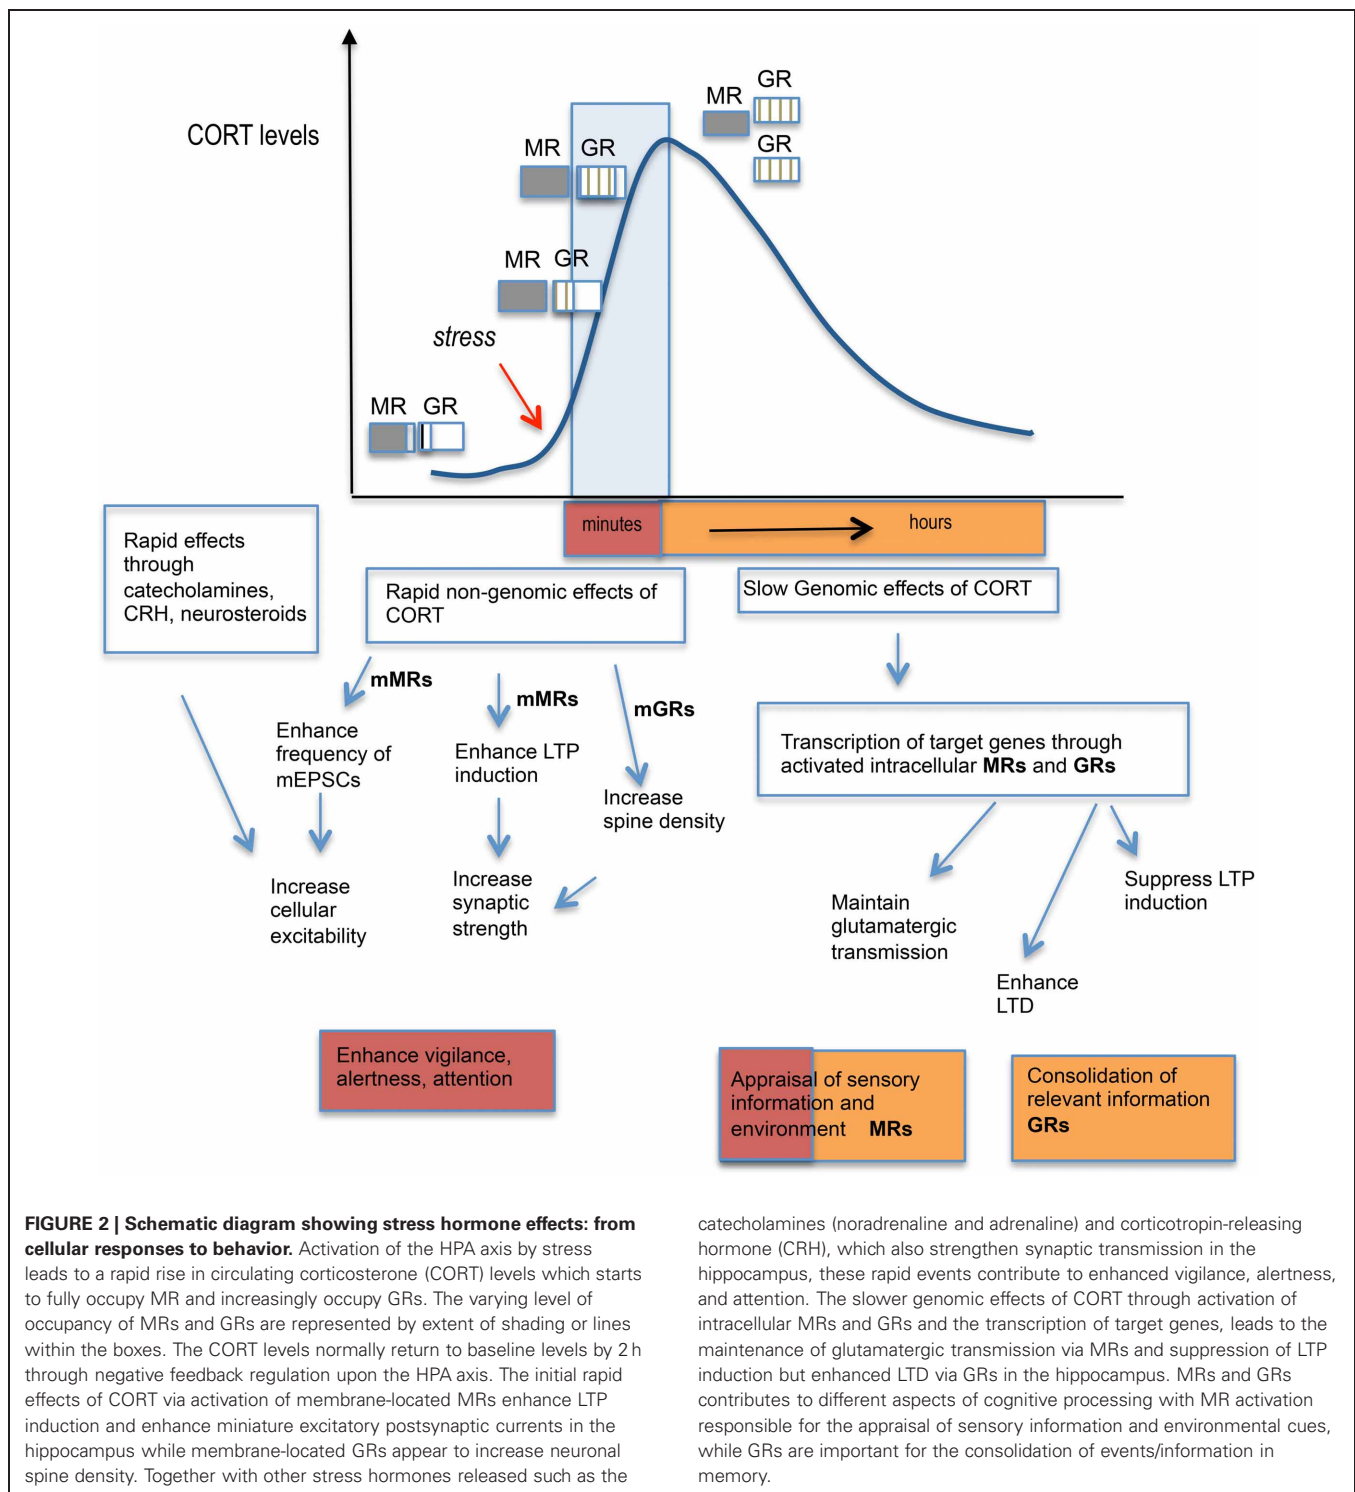 CORT levels
MR GR
GR
MR GR
MR GR
stress
MR GR
minutes
hours
Rapid effects
through
catecholamines,
CRH, neurosteroids
Rapid non-genomic effects of
CORT
Slow Genomic effects of CORT
mMRs
mMRs
mGRs
Enhance
frequency of
mEPSCs
Enhance LTP
induction
Increase
spine density
Transcription of target genes through
activated intracellular MRs and GRs
Increase
cellular
excitability
Increase
synaptic
strength
Maintain
glutamatergic
transmission
Enhance
LTD
Suppress LTP
induction
Enhance vigilance,
alertness, attention
Appraisal of sensory
information and
environment MRs
Consolidation of
relevant information
GRs
FIGURE 2 | Schematic diagram showing stress hormone effects: from
cellular responses to behavior. Activation of the HPA axis by stress
leads to a rapid rise in circulating corticosterone (CORT) levels which starts
to fully occupy MR and increasingly occupy GRs. The varying level of
occupancy of MRs and GRs are represented by extent of shading or lines
within the boxes. The CORT levels normally return to baseline levels by 2 h
through negative feedback regulation upon the HPA axis. The initial rapid
effects of CORT via activation of membrane-located MRs enhance LTP
induction and enhance miniature excitatory postsynaptic currents in the
hippocampus while membrane-located GRs appear to increase neuronal
spine density. Together with other stress hormones released such as the
catecholamines (noradrenaline and adrenaline) and corticotropin-releasing
hormone (CRH), which also strengthen synaptic transmission in the
hippocampus, these rapid events contribute to enhanced vigilance, alertness,
and attention. The slower genomic effects of CORT through activation of
intracellular MRs and GRs and the transcription of target genes, leads to the
maintenance of glutamatergic transmission via MRs and suppression of LTP
induction but enhanced LTD via GRs in the hippocampus. MRs and GRs
contributes to different aspects of cognitive processing with MR activation
responsible for the appraisal of sensory information and environmental cues,
while GRs are important for the consolidation of events/information in
memory.